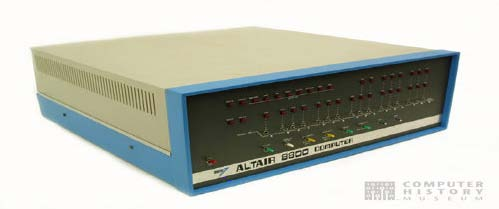 ALTAIR 8800 COMPUTER
COMPUTER
HISTORY
MUSEUM